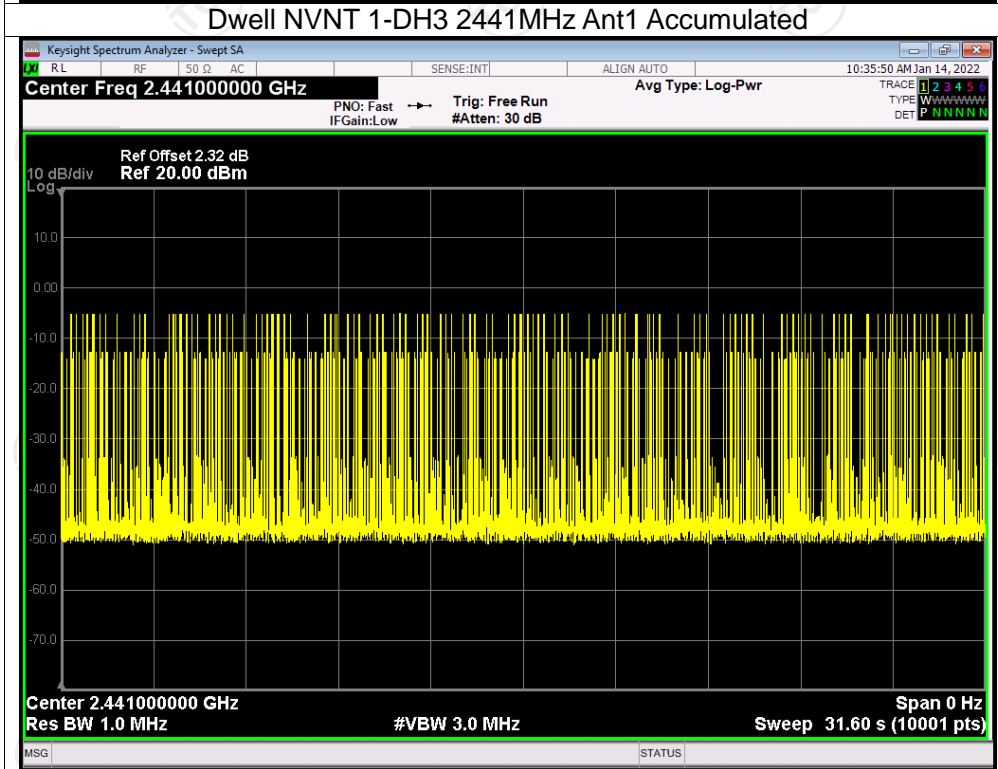 Dwell NVNT 1-DH3 2441MHz Ant1 Accumulated
Keysight Spectrum Analyzer - Swept SA
LXI RL RF 50 Ω AC SENSE:INT ALIGN AUTO 10:35:50 AM Jan 14, 2022
Center Freq 2.441000000 GHz Avg Type: Log-Pwr TRACE 1 2 3 4 5 6
PNO: Fast Trig: Free Run TYPE WWWWWW
IFGain:Low #Atten: 30 dB DET P N N N N N
Ref Offset 2.32 dB
10 dB/div Ref 20.00 dBm
Log
10.0
0.00
-10.0
-20.0
-30.0
-40.0
-50.0
-60.0
-70.0
Center 2.441000000 GHz Span 0 Hz
Res BW 1.0 MHz #VBW 3.0 MHz Sweep 31.60 s (10001 pts)
MSG STATUS